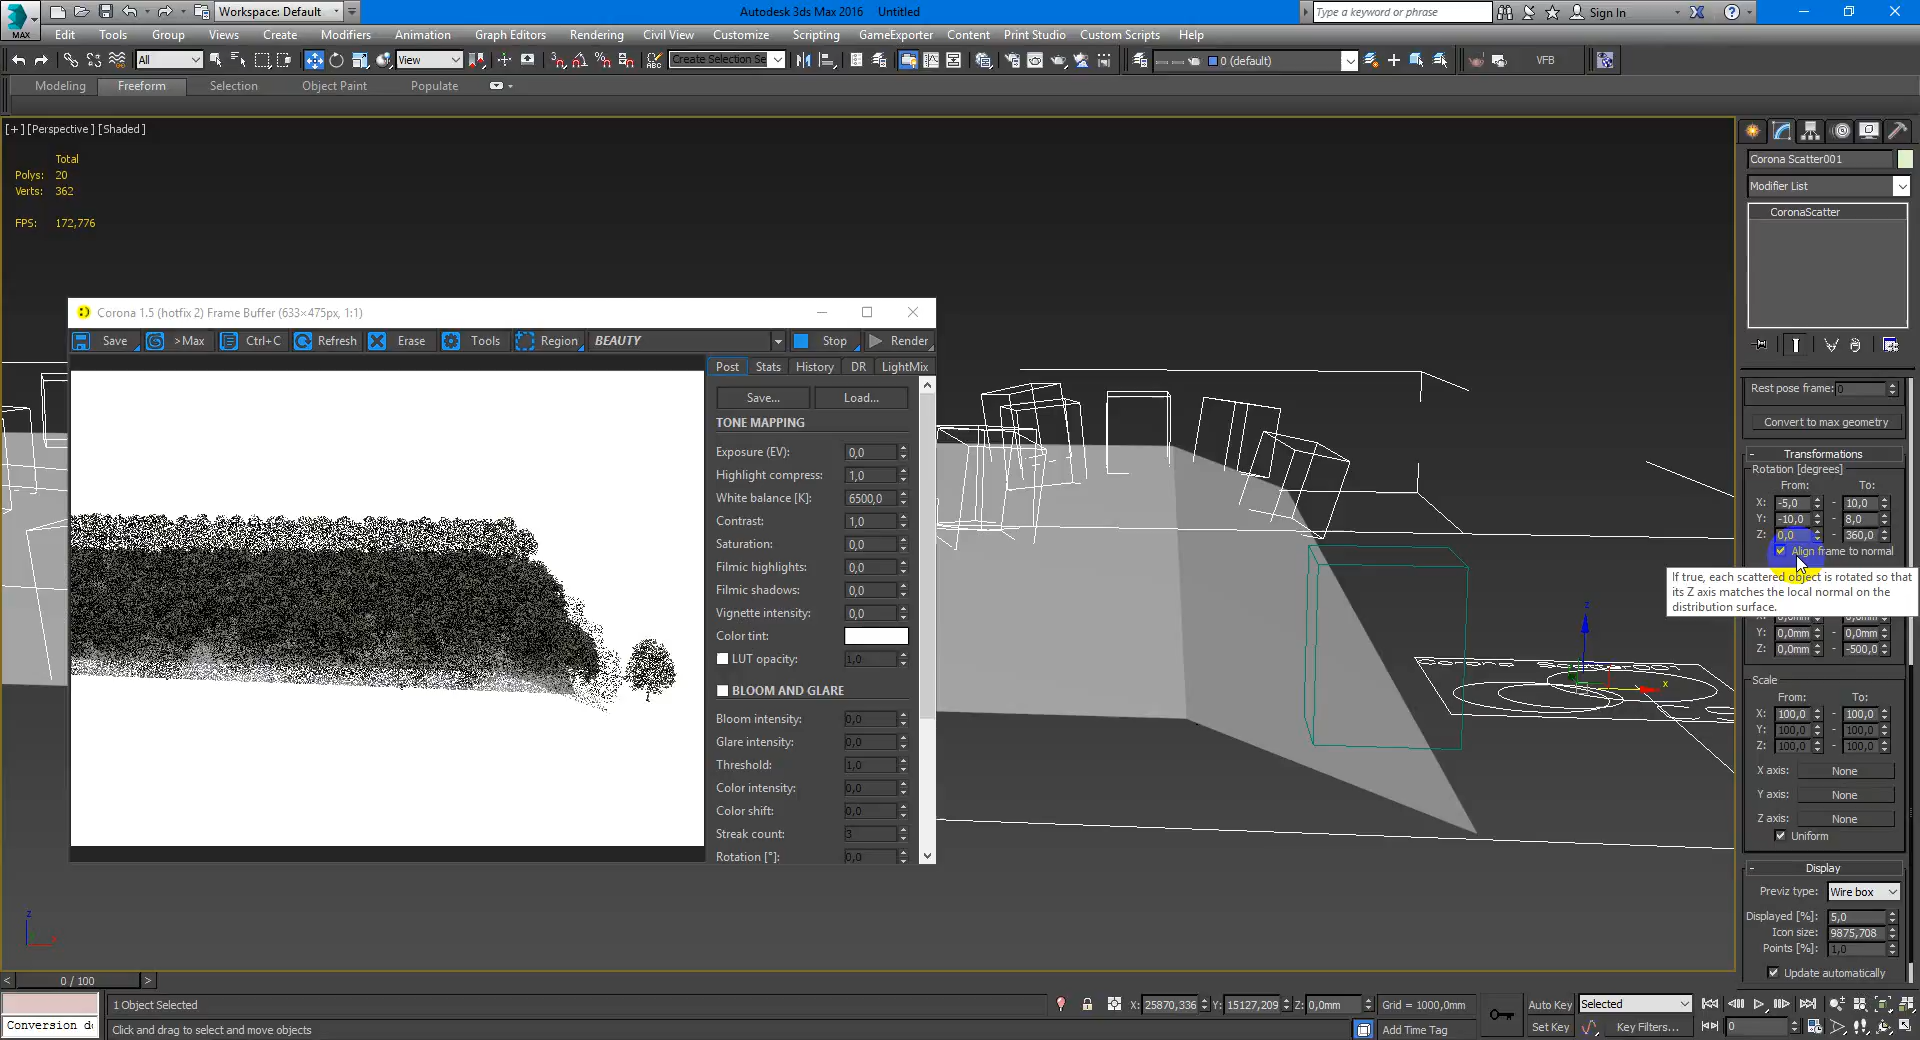 MAX
Workspace: Default
Autodesk 3ds Max 2016 Untitled
Type a keyword or phrase
Sign In
Edit Tools Group Views Create Modifiers Animation Graph Editors Rendering Civil View Customize Scripting GameExporter Content Print Studio Custom Scripts Help
All
View
Create Selection Se
0 (default)
VFB
Modeling Freeform Selection Object Paint Populate
[+] [Perspective] [Shaded]
Total
Polys: 20
Verts: 362
FPS: 172,776
Corona 1.5 (hotfix 2) Frame Buffer (633×475px, 1:1)
Save >Max Ctrl+C Refresh Erase Tools Region BEAUTY Stop Render
Post Stats History DR LightMix
Save... Load...
TONE MAPPING
Exposure (EV): 0,0
Highlight compress: 1,0
White balance [K]: 6500,0
Contrast: 1,0
Saturation: 0,0
Filmic highlights: 0,0
Filmic shadows: 0,0
Vignette intensity: 0,0
Color tint:
LUT opacity: 1,0
BLOOM AND GLARE
Bloom intensity: 0,0
Glare intensity: 0,0
Threshold: 1,0
Color intensity: 0,0
Color shift: 0,0
Streak count: 3
Rotation [°]: 0,0
Corona Scatter001
Modifier List
CoronaScatter
Rest pose frame: 0
Convert to max geometry
- Transformations
Rotation [degrees]
From: To:
X: -5,0 - 10,0
Y: -10,0 - 8,0
Z: 0,0 - 360,0
Align frame to normal
If true, each scattered object is rotated so that
its Z axis matches the local normal on the
distribution surface.
Y: 0,0mm - 0,0mm
Z: 0,0mm - -500,0
Scale
From: To:
X: 100,0 - 100,0
Y: 100,0 - 100,0
Z: 100,0 - 100,0
X axis: None
Y axis: None
Z axis: None
Uniform
- Display
Previz type: Wire box
Displayed [%]: 5,0
Icon size: 9875,708
Points [%]: 1,0
Update automatically
z
x
z
< 0 / 100 >
1 Object Selected
X: 25870,336 Y: 15127,209 Z: 0,0mm Grid = 1000,0mm
Auto Key Selected
Conversion d
Click and drag to select and move objects
Add Time Tag
Set Key Key Filters... 0